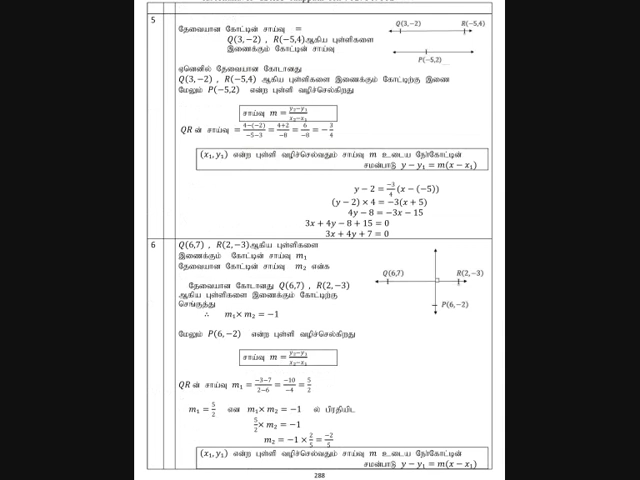 5
தேவையான கோட்டின் சாய்வு =
Q(3,−2) , R(−5,4)ஆகிய புள்ளிகளை
இணைக்கும் கோட்டின் சாய்வு
Q(3,−2) R(−5,4)
P(−5,2)
ஏனெனில் தேவையான கோடானது
Q(3,−2) , R(−5,4) ஆகிய புள்ளிகளை இணைக்கும் கோட்டிற்கு இணை
மேலும் P(−5,2) என்ற புள்ளி வழிச்செல்கிறது
சாய்வு m = (y₂−y₁)/(x₂−x₁)
QR ன் சாய்வு = (4−(−2))/(−5−3) = (4+2)/(−8) = 6/(−8) = −3/4
(x₁, y₁) என்ற புள்ளி வழிச்செல்வதும் சாய்வு m உடைய நேர்கோட்டின்
சமன்பாடு y − y₁ = m(x − x₁)
y − 2 = −3/4 (x − (−5))
(y − 2) × 4 = −3(x + 5)
4y − 8 = −3x − 15
3x + 4y − 8 + 15 = 0
3x + 4y + 7 = 0
6
Q(6,7) , R(2,−3)ஆகிய புள்ளிகளை
இணைக்கும் கோட்டின் சாய்வு m₁
தேவையான கோட்டின் சாய்வு m₂ என்க
Q(6,7) R(2,−3)
P(6,−2)
தேவையான கோடானது Q(6,7) , R(2,−3)
ஆகிய புள்ளிகளை இணைக்கும் கோட்டிற்கு
செங்குத்து
∴ m₁× m₂ = −1
மேலும் P(6,−2) என்ற புள்ளி வழிச்செல்கிறது
சாய்வு m = (y₂−y₁)/(x₂−x₁)
QR ன் சாய்வு m₁ = (−3−7)/(2−6) = −10/−4 = 5/2
m₁ = 5/2 என m₁× m₂ = −1 ல் பிரதியிட
5/2 × m₂ = −1
m₂ = −1 × 2/5 = −2/5
(x₁, y₁) என்ற புள்ளி வழிச்செல்வதும் சாய்வு m உடைய நேர்கோட்டின்
சமன்பாடு y − y₁ = m(x − x₁)
288